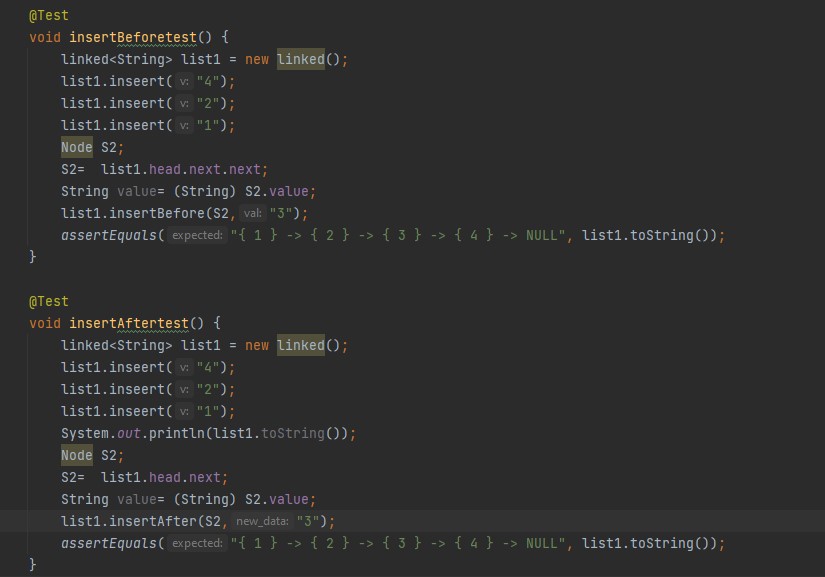 @Test
void insertBeforetest() {
linked<String> list1 = new linked();
list1.inseert( v: "4");
list1.inseert( v: "2");
list1.inseert( v: "1");
Node S2;
S2=  list1.head.next.next;
String value= (String) S2.value;
list1.insertBefore(S2, val: "3");
assertEquals( expected: "{ 1 } -> { 2 } -> { 3 } -> { 4 } -> NULL", list1.toString());
}
@Test
void insertAftertest() {
linked<String> list1 = new linked();
list1.inseert( v: "4");
list1.inseert( v: "2");
list1.inseert( v: "1");
System.out.println(list1.toString());
Node S2;
S2=  list1.head.next;
String value= (String) S2.value;
list1.insertAfter(S2, new_data: "3");
assertEquals( expected: "{ 1 } -> { 2 } -> { 3 } -> { 4 } -> NULL", list1.toString());
}